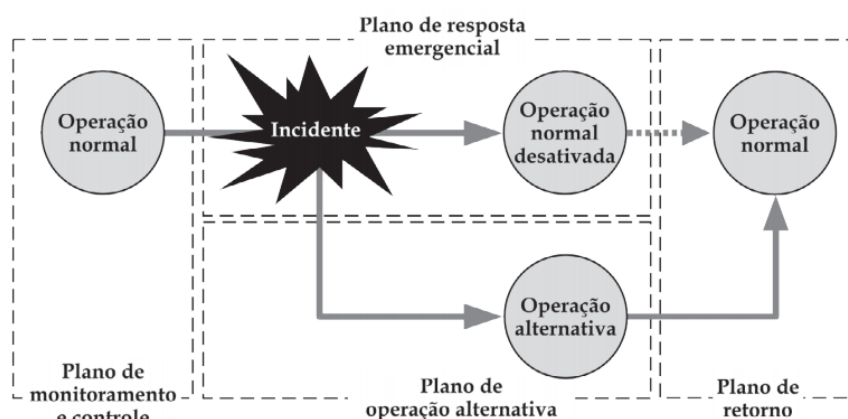 Plano de resposta
emergencial
Operação
normal
Incidente
Operação
normal
desativada
Operação
normal
Operação
alternativa
Plano de
monitoramento
e controle
Plano de
operação alternativa
Plano de
retorno